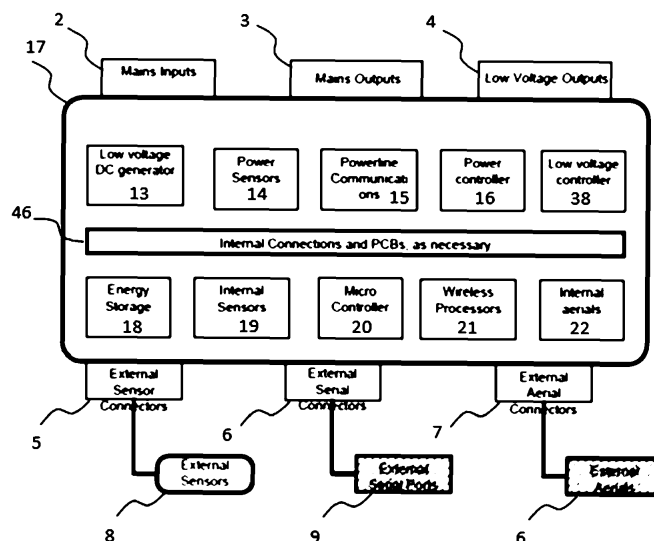 2
3
4
17
Mains Inputs
Mains Outputs
Low Voltage Outputs
Low voltage
DC generator
13
Power
Sensors
14
Powerline
Communicati
ons 15
Power
controller
16
Low voltage
controller
38
46
Internal Connections and PCBs, as necessary
Energy
Storage
18
Internal
Sensors
19
Micro
Controller
20
Wireless
Processors
21
Internal
aerials
22
External
Sensor
Connectors
External
Serial
Connectors
External
Aerial
Connectors
5
6
7
External
Sensors
External
Serial Ports
External
Aerials
8
9
6